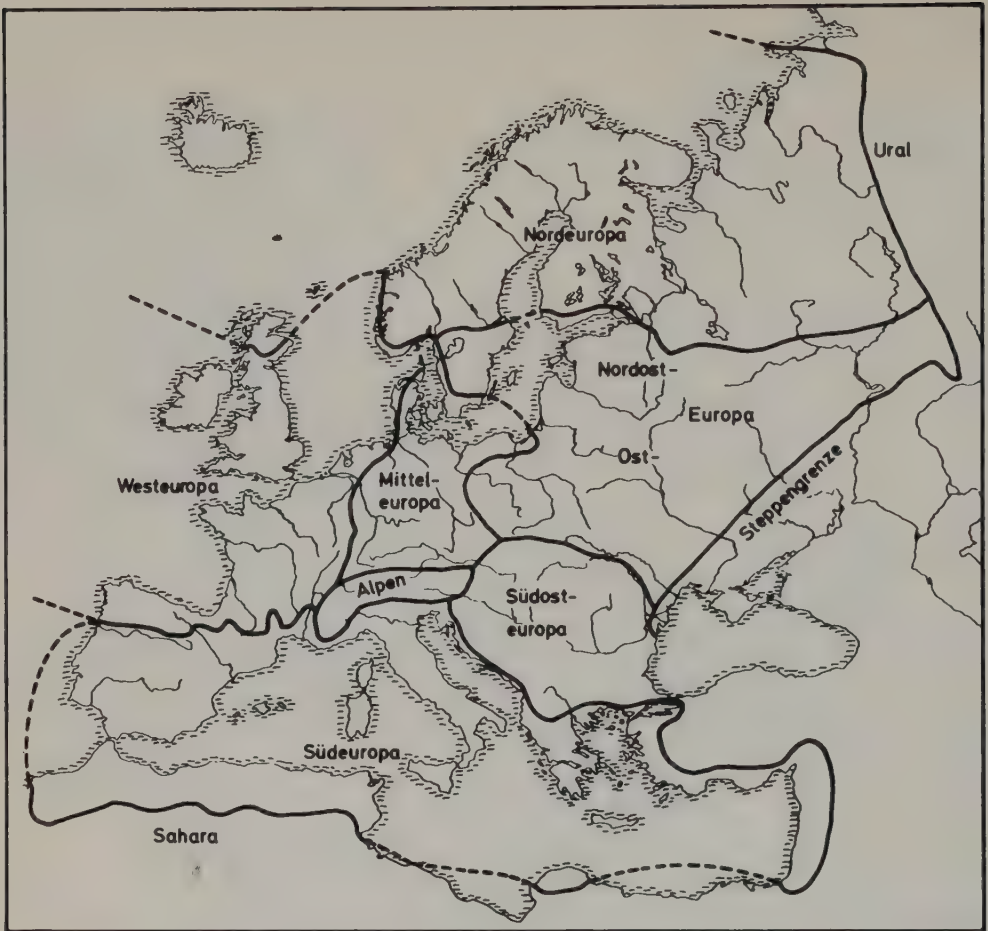 Ural
Nordeuropa
Nordost-
Europa
Ost-
Westeuropa
Mittel-
europa
Steppengrenze
Alpen
Südost-
europa
Südeuropa
Sahara